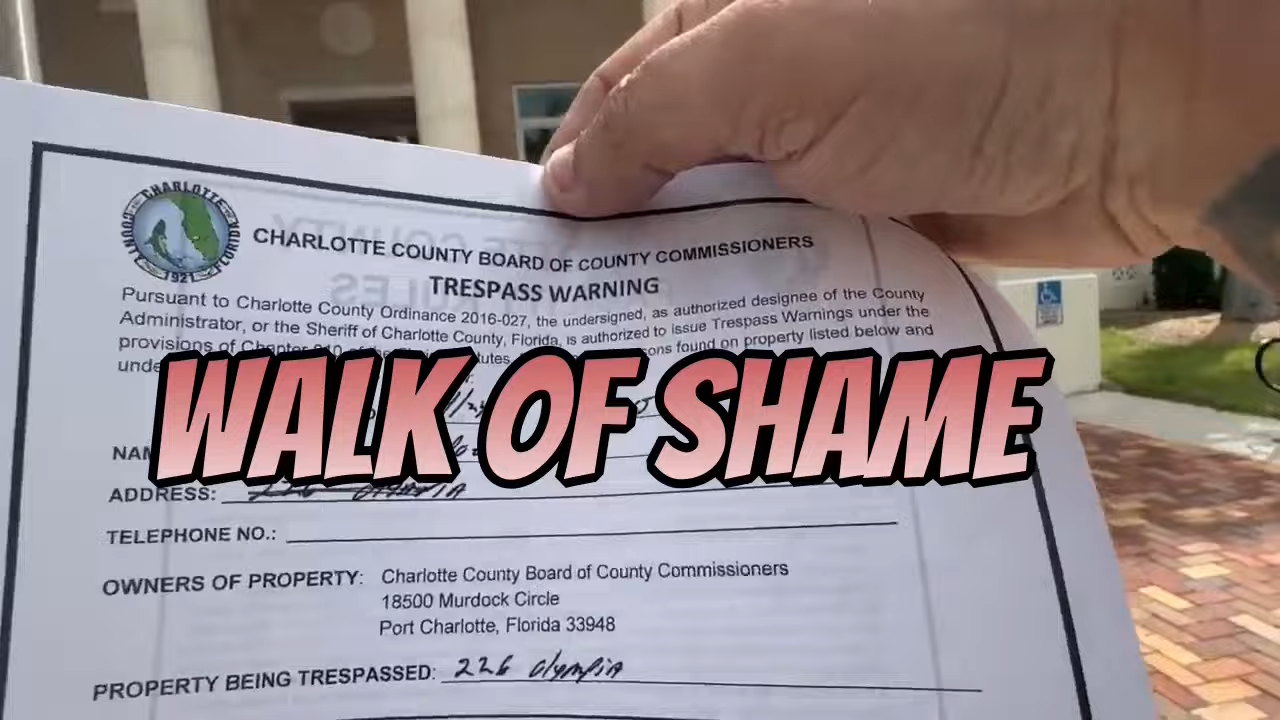 COUNTY CHARLOTTE FLORIDA
1921
CHARLOTTE COUNTY BOARD OF COUNTY COMMISSIONERS
TRESPASS WARNING
Pursuant to Charlotte County Ordinance 2016-027, the undersigned, as authorized designee of the County
Administrator, or the Sheriff of Charlotte County, Florida, is authorized to issue Trespass Warnings under the
provisions of Chapter
WALK OF SHAME
ADDRESS: 226 Olympia
TELEPHONE NO.:
OWNERS OF PROPERTY: Charlotte County Board of County Commissioners
18500 Murdock Circle
Port Charlotte, Florida 33948
PROPERTY BEING TRESPASSED: 226 Olympia